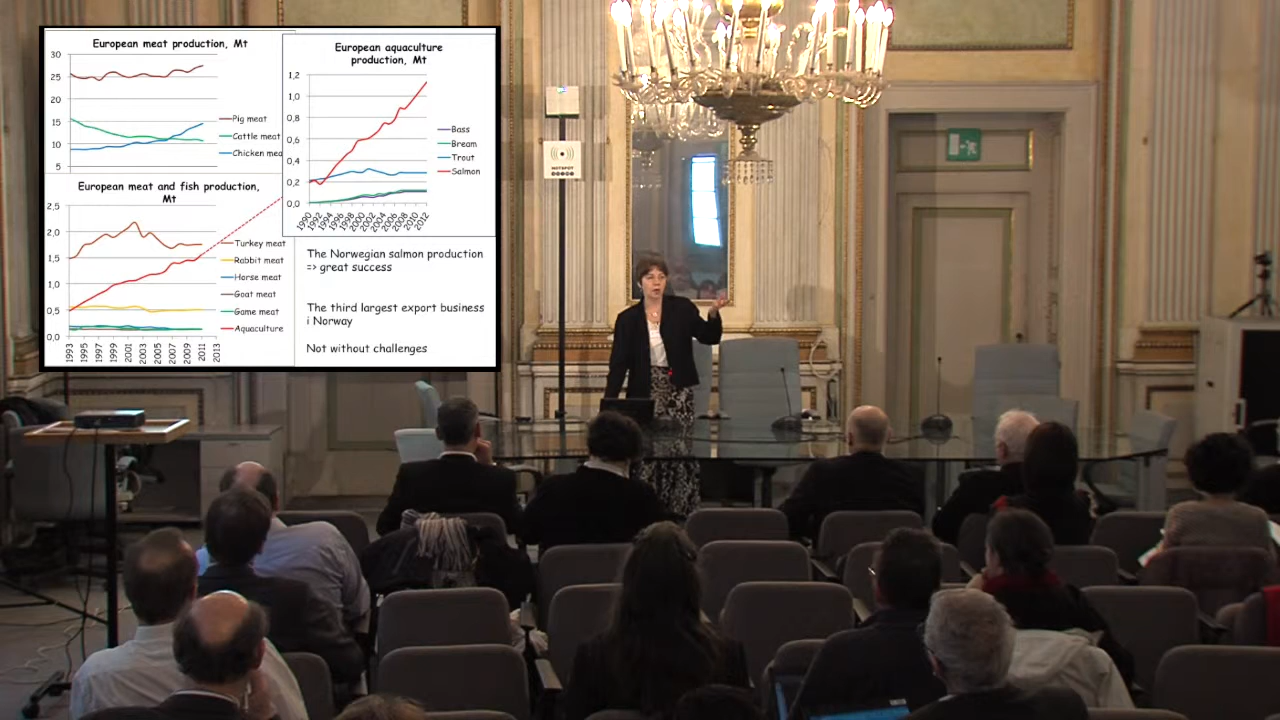 European meat production, Mt
30
25
20
15
10
5
Pig meat
Cattle meat
Chicken mea
European meat and fish production,
Mt
2,5
2,0
1,5
1,0
0,5
0,0
1993
1995
1997
1999
2001
2003
2005
2007
2009
2011
2013
Turkey meat
Rabbit meat
Horse meat
Goat meat
Game meat
Aquaculture
European aquaculture
production, Mt
1,2
1,0
0,8
0,6
0,4
0,2
0,0
1990
1992
1994
1996
1998
2000
2002
2004
2006
2008
2010
2012
Bass
Bream
Trout
Salmon
The Norwegian salmon production
=> great success
The third largest export business
i Norway
Not without challenges
HOTSPOT